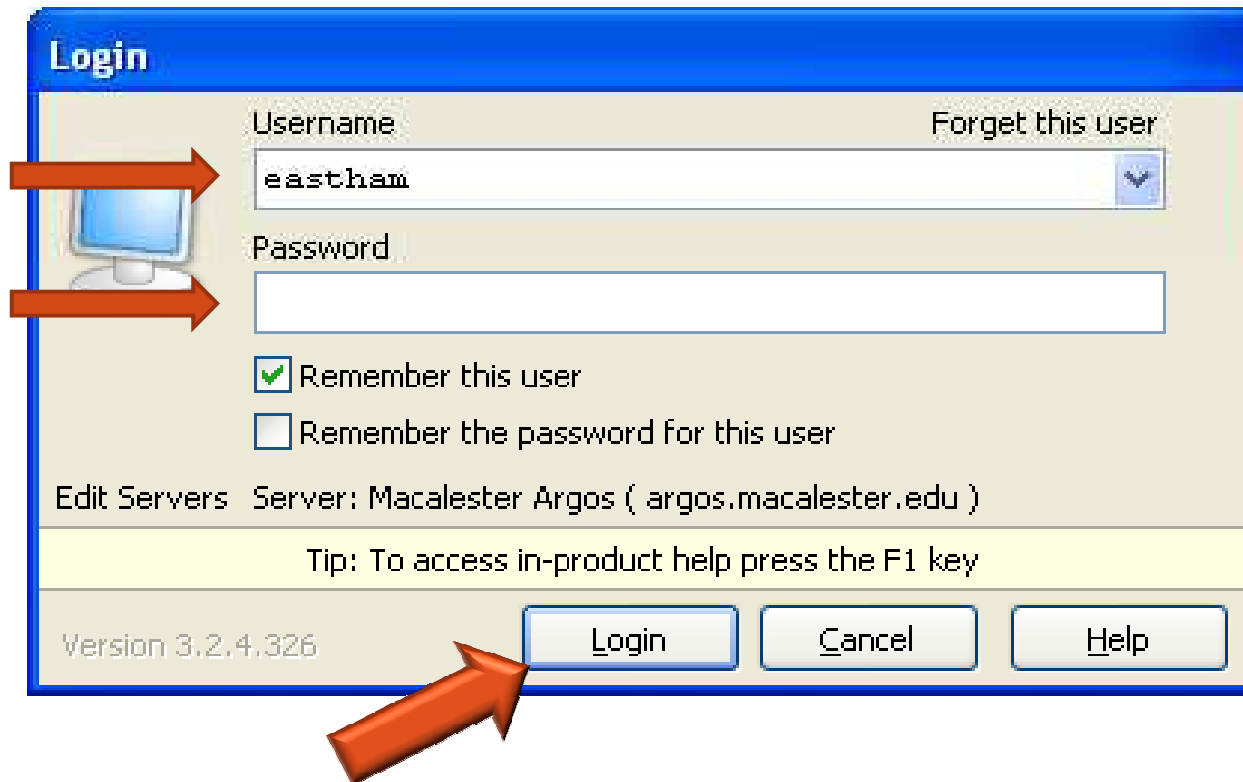 Login
Username Forget this user
eastham
Password
Remember this user
Remember the password for this user
Edit Servers Server: Macalester Argos ( argos.macalester.edu )
Tip: To access in-product help press the F1 key
Version 3.2.4.326 Login Cancel Help